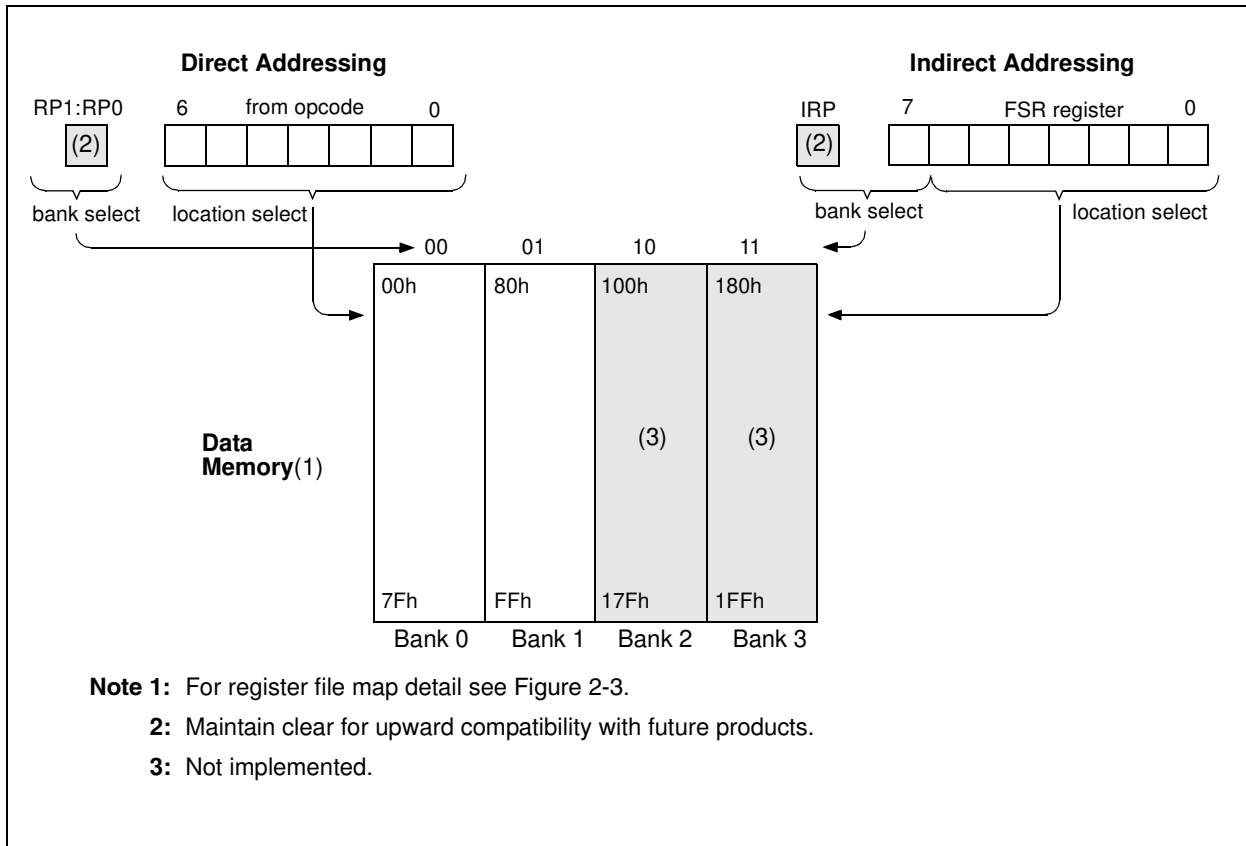 Direct Addressing
Indirect Addressing
RP1:RP0 6 from opcode 0
IRP 7 FSR register 0
(2)
(2)
bank select location select
bank select location select
00 01 10 11
00h 80h 100h 180h
Data
Memory(1)
(3) (3)
7Fh FFh 17Fh 1FFh
Bank 0 Bank 1 Bank 2 Bank 3
Note 1: For register file map detail see Figure 2-3.
2: Maintain clear for upward compatibility with future products.
3: Not implemented.